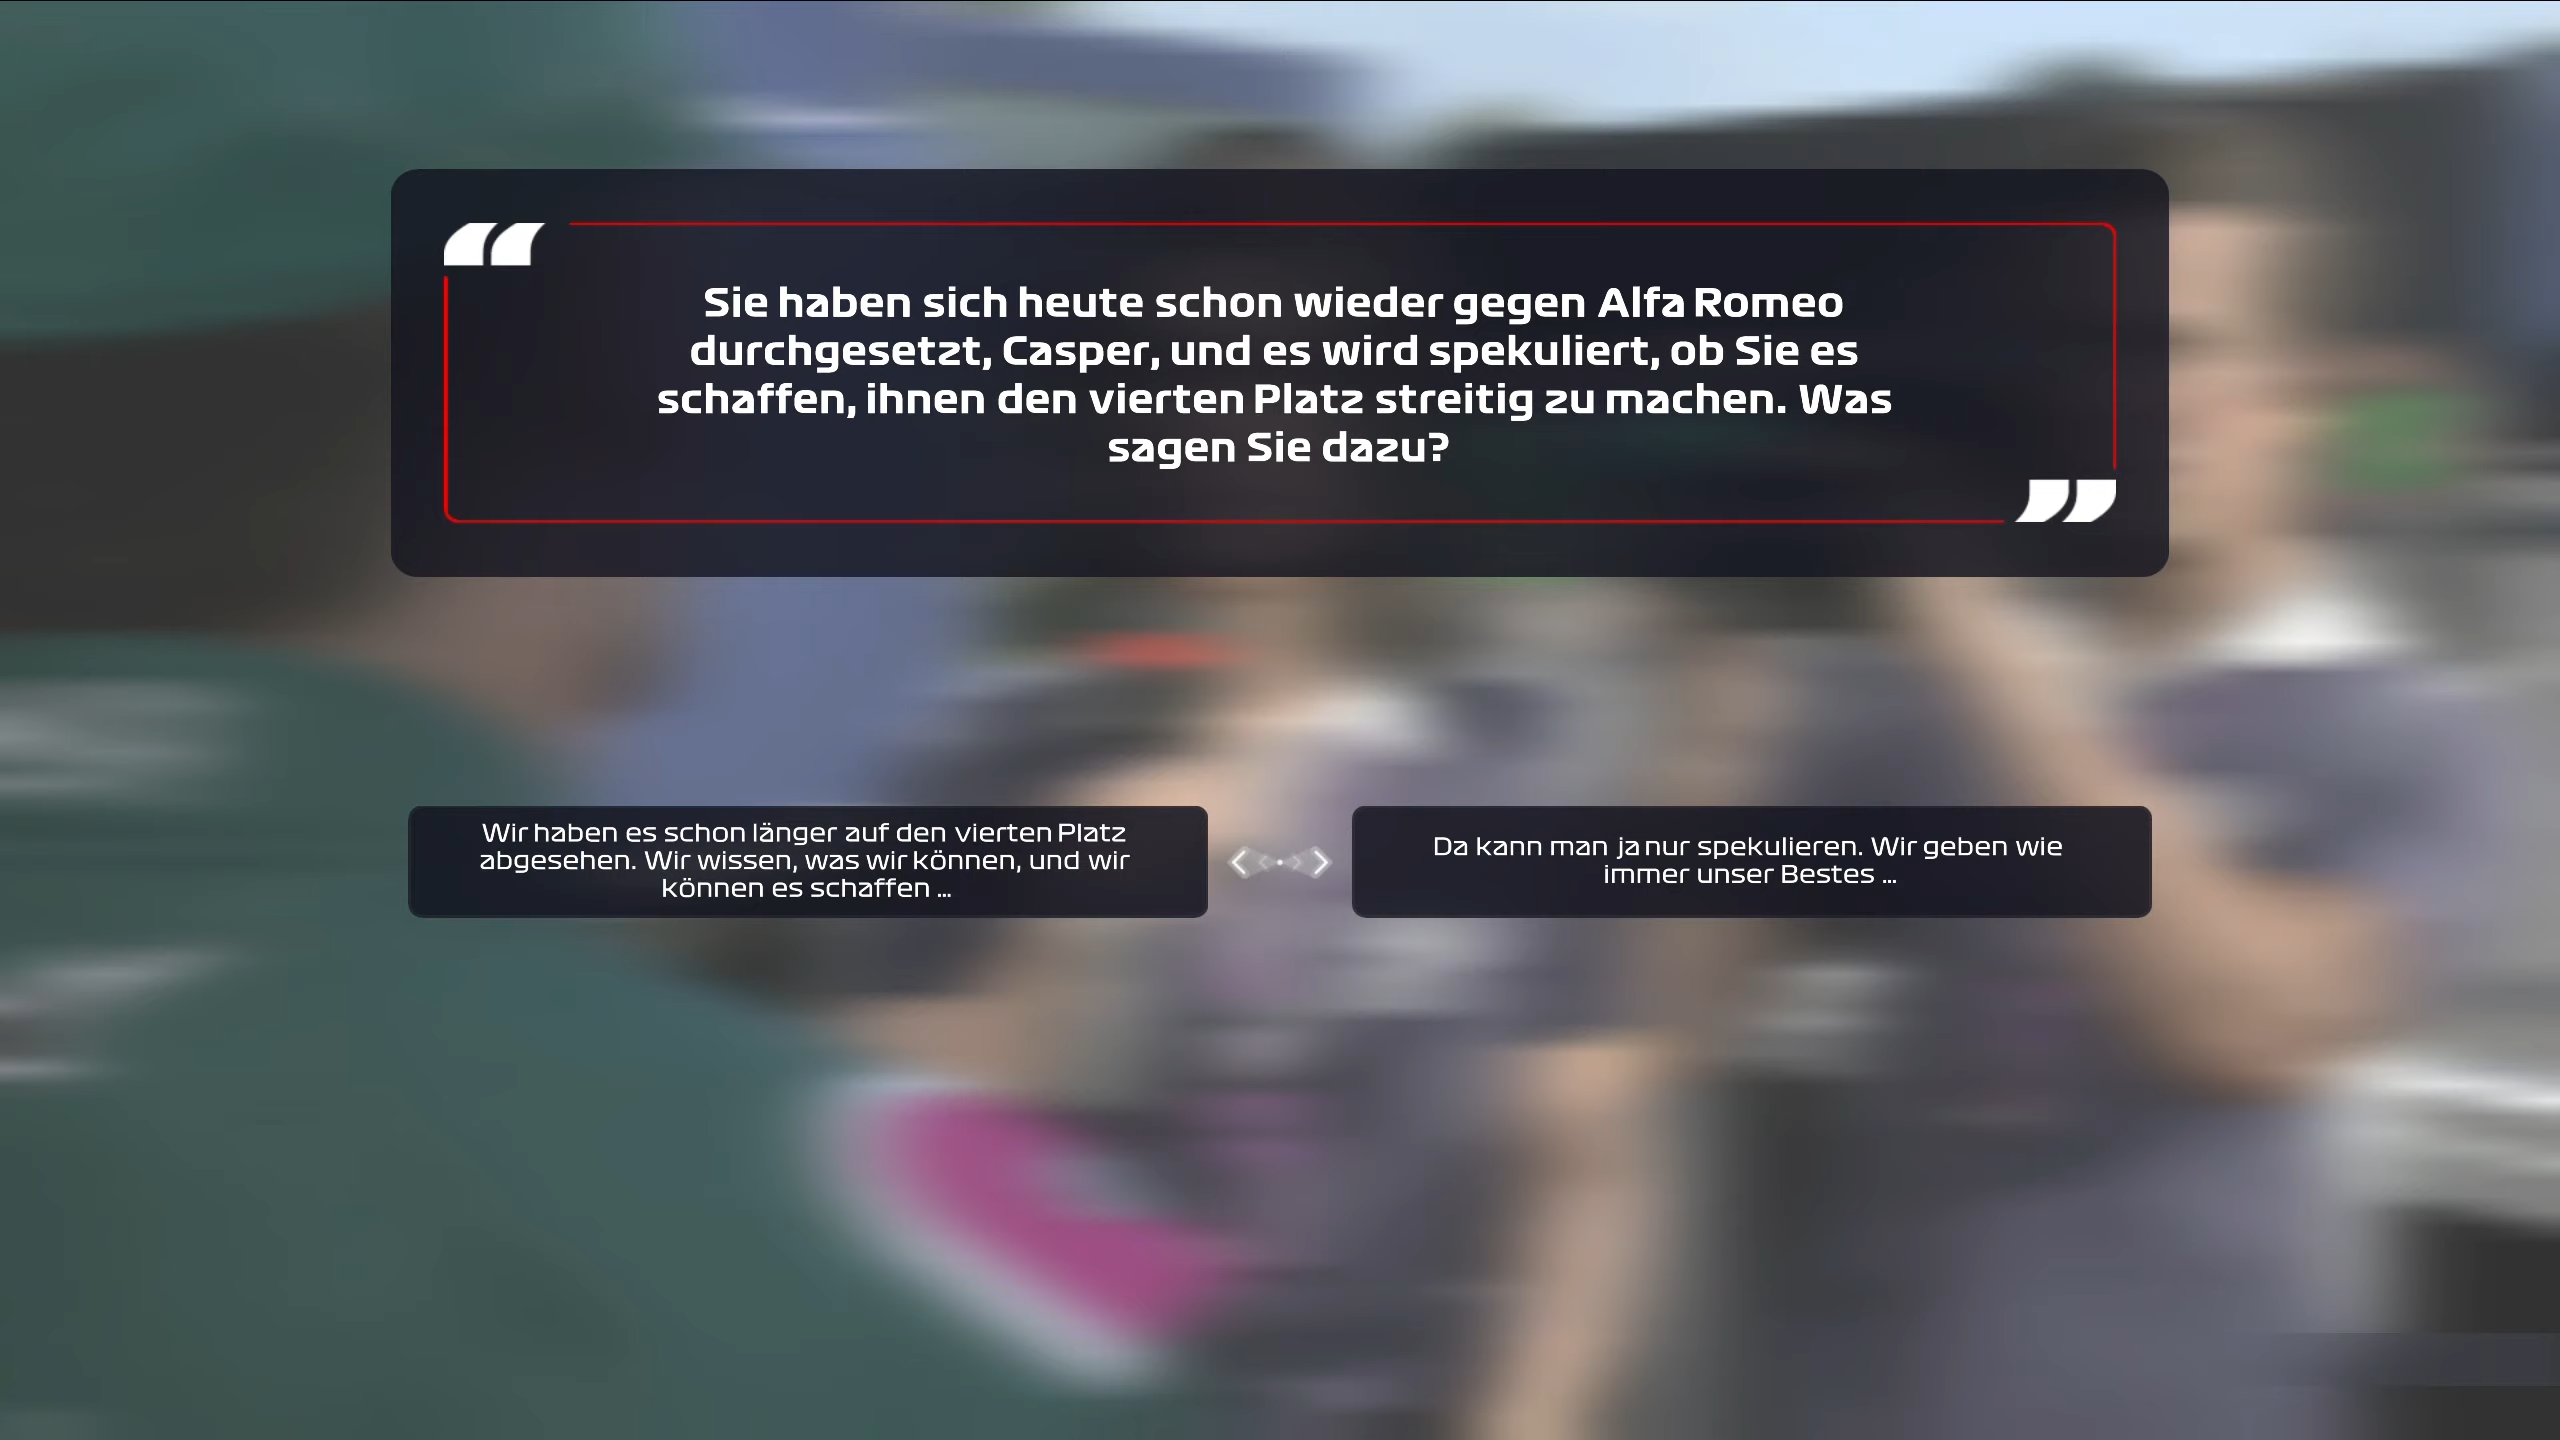 Sie haben sich heute schon wieder gegen Alfa Romeo
durchgesetzt, Casper, und es wird spekuliert, ob Sie es
schaffen, ihnen den vierten Platz streitig zu machen. Was
sagen Sie dazu?
Wir haben es schon länger auf den vierten Platz
abgesehen. Wir wissen, was wir können, und wir
können es schaffen ...
Da kann man ja nur spekulieren. Wir geben wie
immer unser Bestes ...